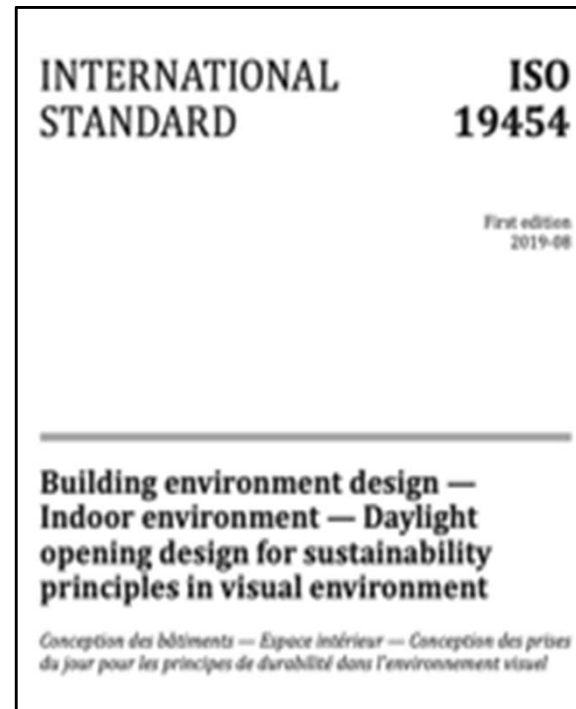 INTERNATIONAL STANDARD
ISO 19454
First edition
2019-08
Building environment design —
Indoor environment — Daylight
opening design for sustainability
principles in visual environment
Conception des bâtiments — Espace intérieur — Conception des prises
du jour pour les principes de durabilité dans l'environnement visuel